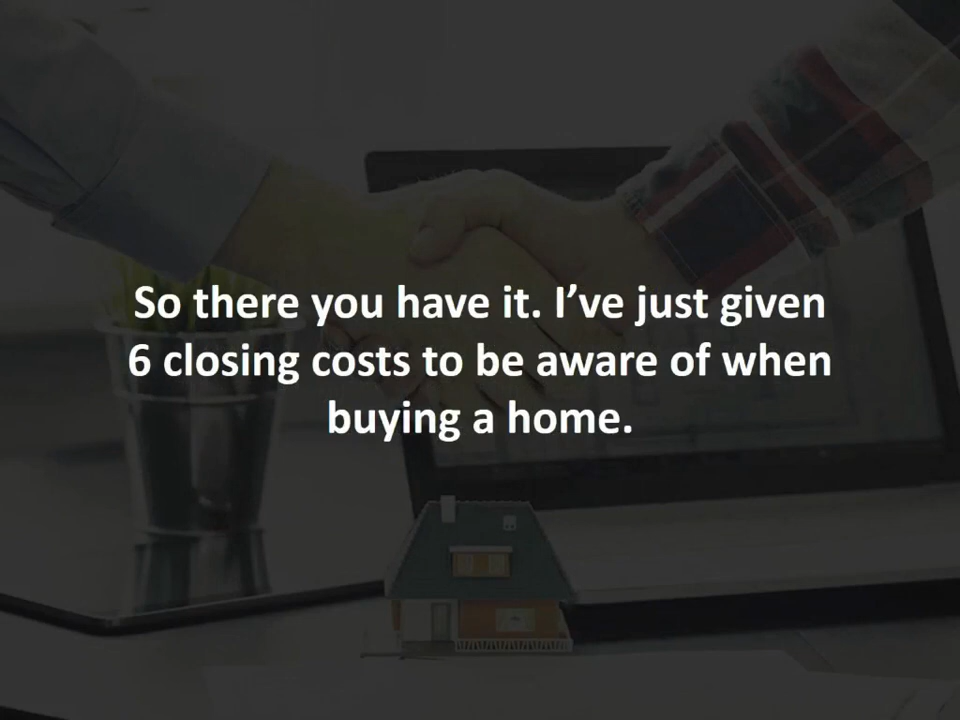 So there you have it. I’ve just given
6 closing costs to be aware of when
buying a home.